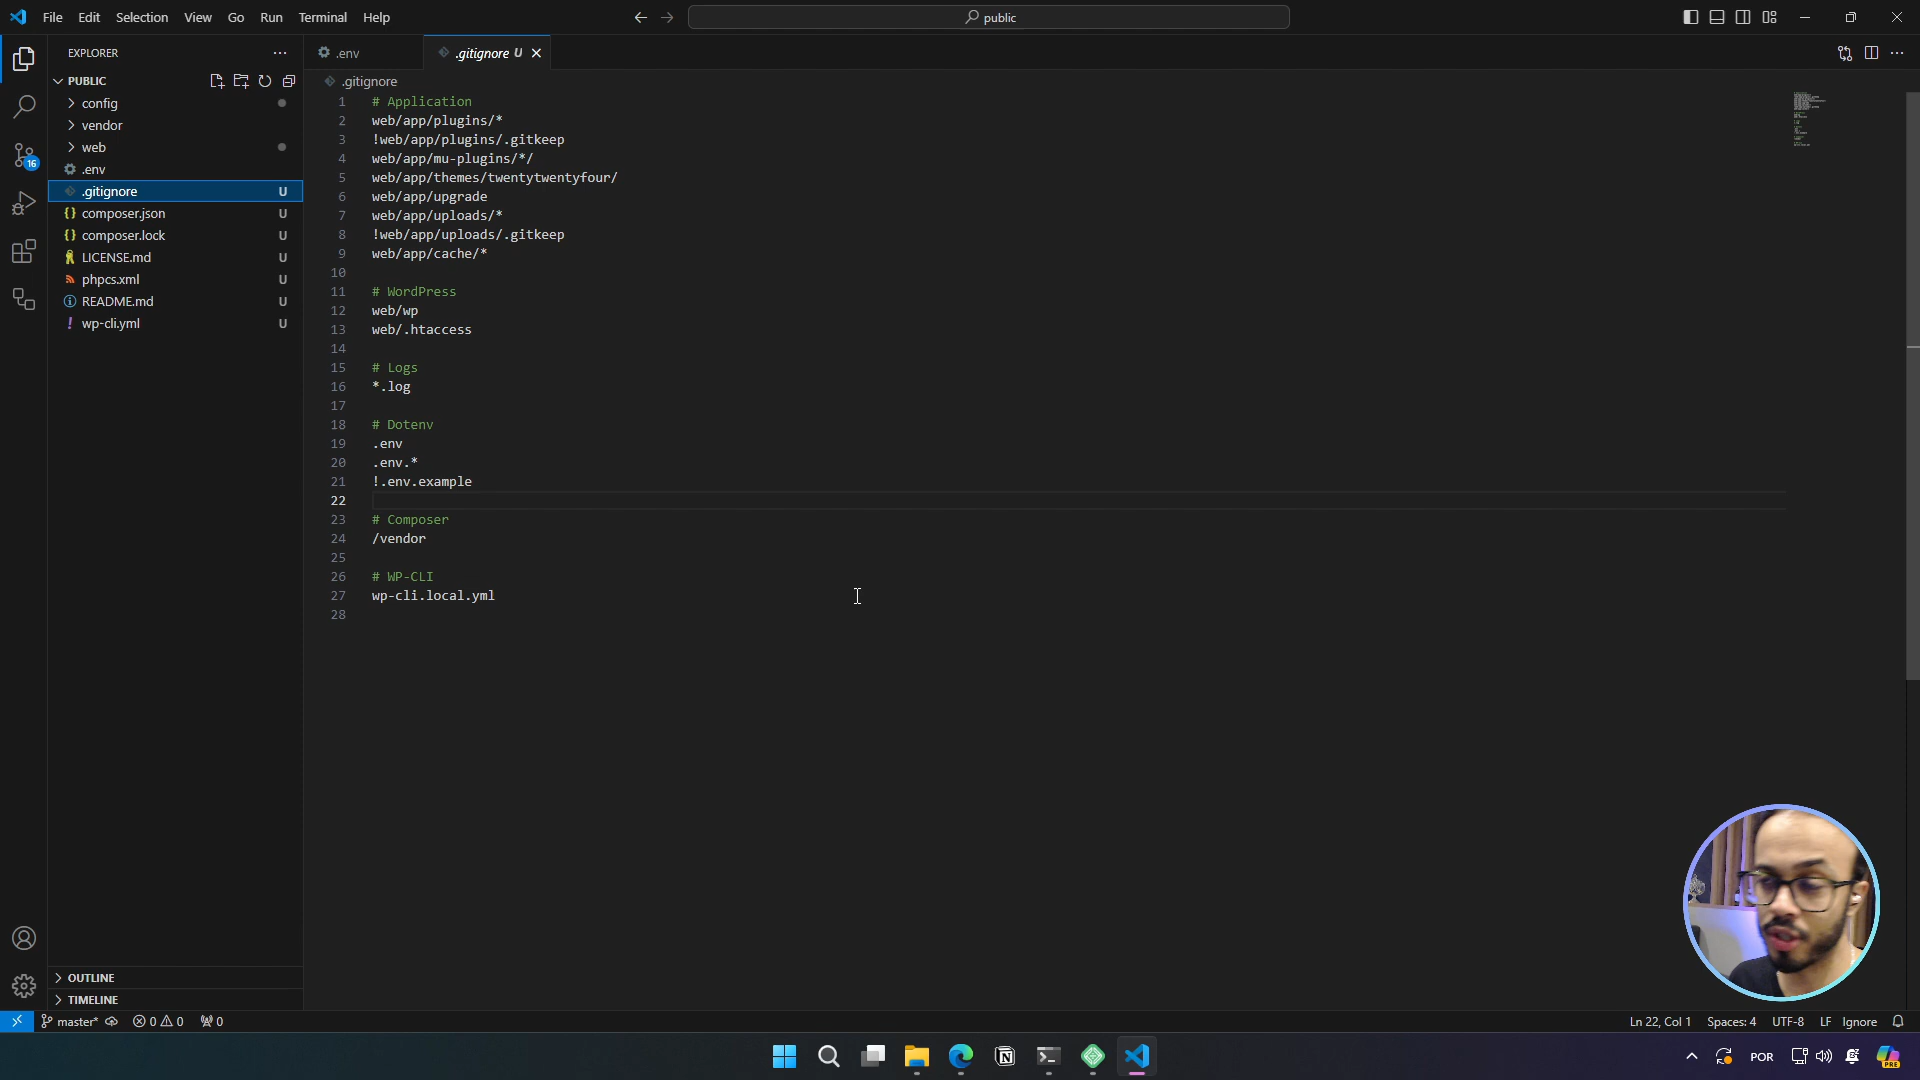 File Edit Selection View Go Run Terminal Help
public
EXPLORER
PUBLIC
config
vendor
web
.env
.gitignore U
composer.json U
composer.lock U
LICENSE.md U
phpcs.xml U
README.md U
wp-cli.yml U
16
OUTLINE
TIMELINE
.env
.gitignore U
.gitignore
1 # Application
2 web/app/plugins/*
3 !web/app/plugins/.gitkeep
4 web/app/mu-plugins/*/
5 web/app/themes/twentytwentyfour/
6 web/app/upgrade
7 web/app/uploads/*
8 !web/app/uploads/.gitkeep
9 web/app/cache/*
10
11 # WordPress
12 web/wp
13 web/.htaccess
14
15 # Logs
16 *.log
17
18 # Dotenv
19 .env
20 .env.*
21 !.env.example
22
23 # Composer
24 /vendor
25
26 # WP-CLI
27 wp-cli.local.yml
28
master* 0 0 0
Ln 22, Col 1 Spaces: 4 UTF-8 LF Ignore
POR
PRE